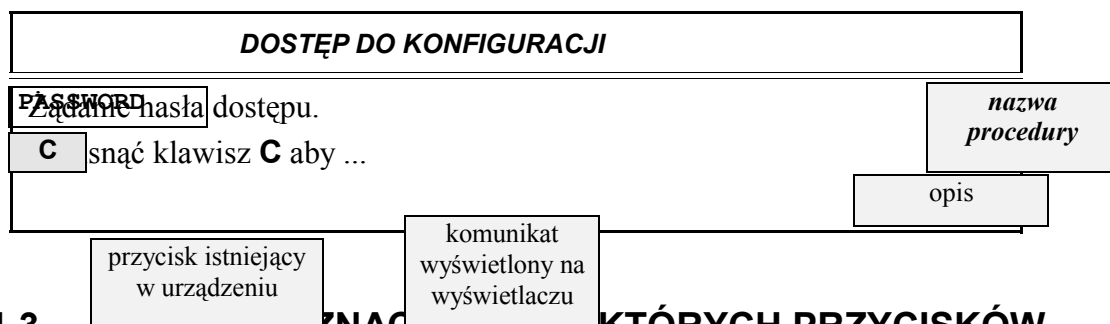 DOSTĘP DO KONFIGURACJI
PASSWORD
Żądanie hasła dostępu.
C
snąć klawisz C aby ...
nazwa
procedury
opis
komunikat
wyświetlony na
wyświetlaczu
przycisk istniejący
w urządzeniu
PRZYCISKÓW